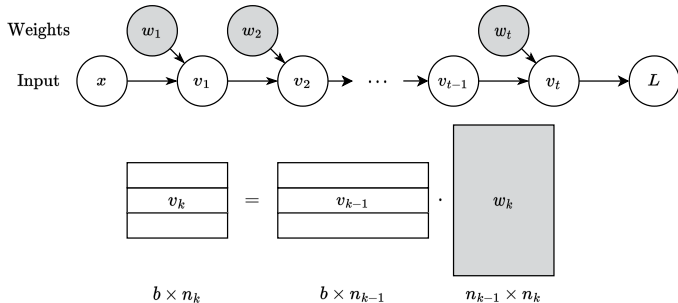 Weights w₁ w₂ wₜ
Input x v₁ v₂ ⋯ vₜ₋₁ vₜ L
vₖ = vₖ₋₁ · wₖ
b × nₖ b × nₖ₋₁ nₖ₋₁ × nₖ